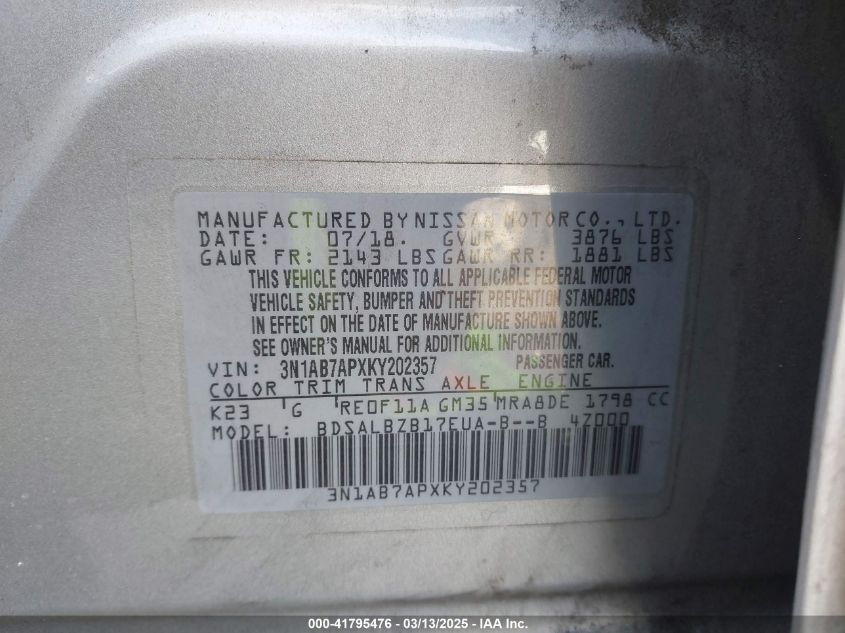 MANUFACTURED BY NISSAN MOTOR CO., LTD.
DATE: 07/18. GVWR : 3876 LBS
GAWR FR: 2143 LBS GAWR RR: 1881 LBS
THIS VEHICLE CONFORMS TO ALL APPLICABLE FEDERAL MOTOR
VEHICLE SAFETY, BUMPER AND THEFT PREVENTION STANDARDS
IN EFFECT ON THE DATE OF MANUFACTURE SHOWN ABOVE.
SEE OWNER'S MANUAL FOR ADDITIONAL INFORMATION.
VIN: 3N1AB7APXKY202357 PASSENGER CAR.
COLOR TRIM TRANS AXLE ENGINE
K23 G RE0F11A GM35 MRA8DE 1798 CC
MODEL: BDSALBZB17EUA-B--B 4Z000
3N1AB7APXKY202357
000-41795476 - 03/13/2025 - IAA Inc.